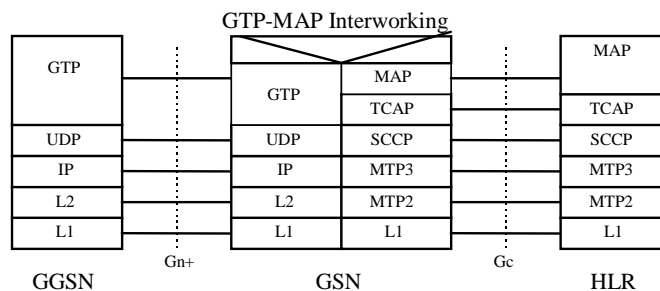 GTP-MAP Interworking
GTP MAP MAP
GTP TCAP TCAP
UDP UDP SCCP SCCP
IP IP MTP3 MTP3
L2 L2 MTP2 MTP2
L1 L1 L1 L1
Gn+ Gc
GGSN GSN HLR